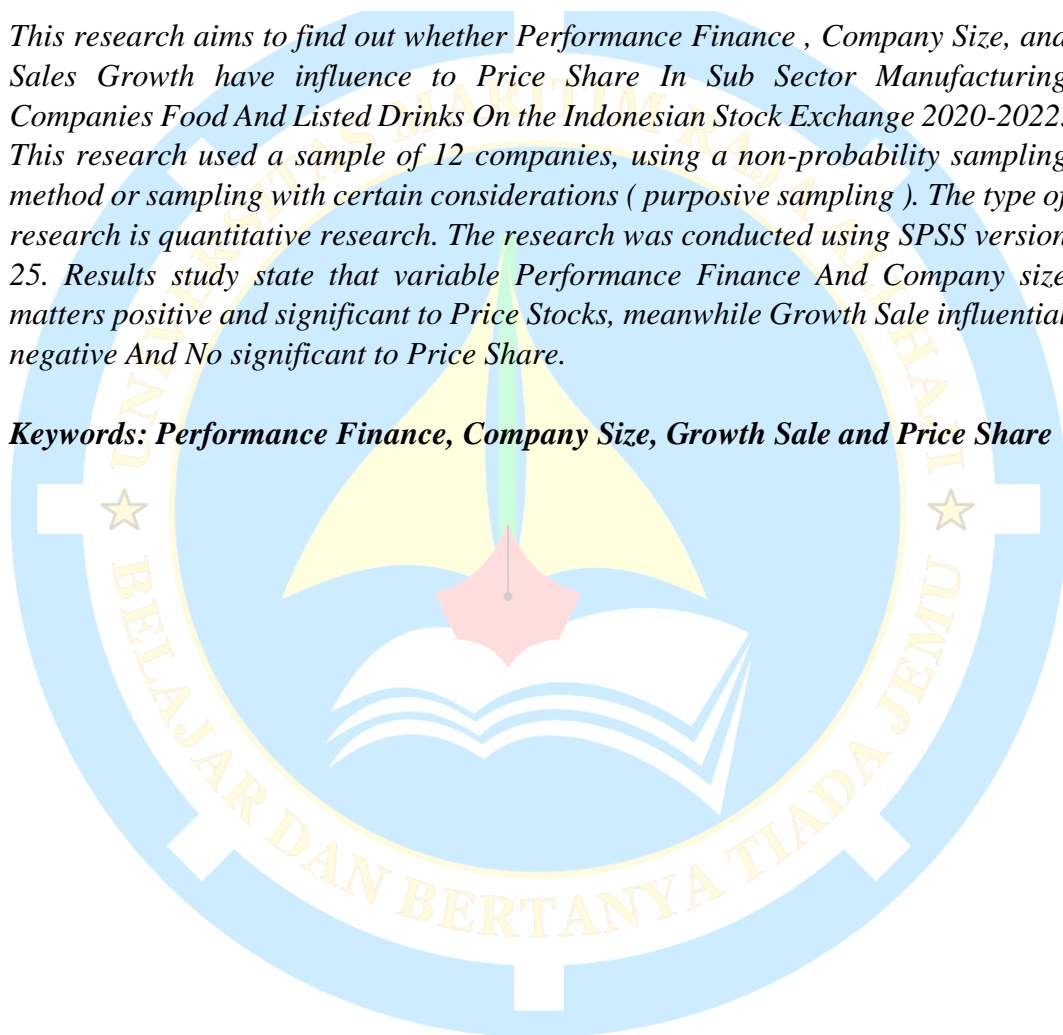 This research aims to find out whether Performance Finance , Company Size, and
Sales Growth have influence to Price Share In Sub Sector Manufacturing
Companies Food And Listed Drinks On the Indonesian Stock Exchange 2020-2022.
This research used a sample of 12 companies, using a non-probability sampling
method or sampling with certain considerations ( purposive sampling ). The type of
research is quantitative research. The research was conducted using SPSS version
25. Results study state that variable Performance Finance And Company size
matters positive and significant to Price Stocks, meanwhile Growth Sale influential
negative And No significant to Price Share.
Keywords: Performance Finance, Company Size, Growth Sale and Price Share
UNIVERSITAS MARITIM RAJA ALI HAJI
BELAJAR DAN BERTANYA TIADA JEMU